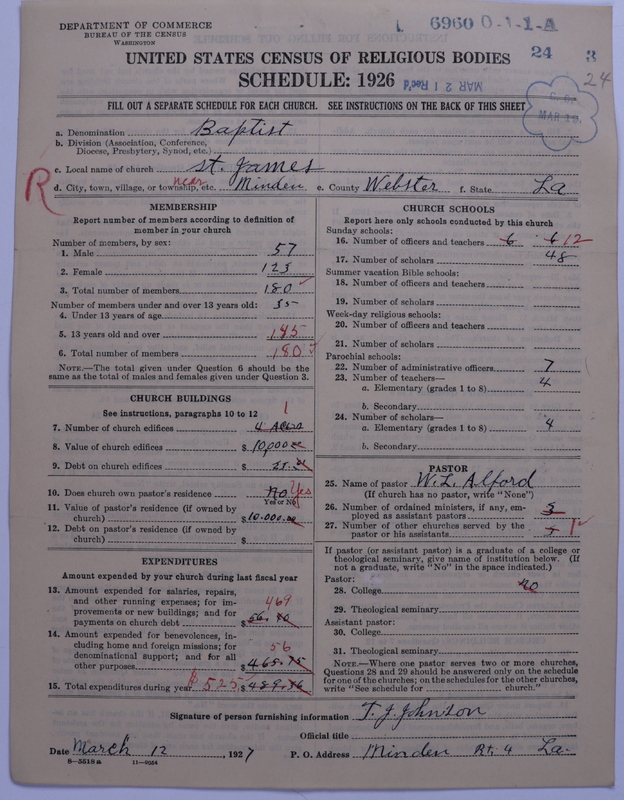 DEPARTMENT OF COMMERCE
BUREAU OF THE CENSUS
WASHINGTON
6960 0-1-1-A
24 3
24
UNITED STATES CENSUS OF RELIGIOUS BODIES
SCHEDULE: 1926
MAR 21 Rec'd
FILL OUT A SEPARATE SCHEDULE FOR EACH CHURCH. SEE INSTRUCTIONS ON THE BACK OF THIS SHEET
a. Denomination Baptist
b. Division (Association, Conference,
Diocese, Presbytery, Synod, etc.)
c. Local name of church St. James
R
d. City, town, village, or township, etc. near Minden e. County Webster f. State La
MEMBERSHIP
Report number of members according to definition of
member in your church
Number of members, by sex:
1. Male 57
2. Female 123
3. Total number of members 180
Number of members under and over 13 years old:
4. Under 13 years of age 35
5. 13 years old and over 145
6. Total number of members 180
NOTE.—The total given under Question 6 should be
same as the total of males and females given under Question 3.
CHURCH BUILDINGS
See instructions, paragraphs 10 to 12
7. Number of church edifices 1
8. Value of church edifices $ 10,000
9. Debt on church edifices $
10. Does church own pastor's residence No Yes
Yes or No
11. Value of pastor's residence (if owned by
church) $ 10.000.00
12. Debt on pastor's residence (if owned by
church) $
EXPENDITURES
Amount expended by your church during last fiscal year
13. Amount expended for salaries, repairs,
and other running expenses; for im-
provements or new buildings; and for
payments on church debt 469 $ 56.
14. Amount expended for benevolences, in-
cluding home and foreign missions; for
denominational support; and for all
other purposes 56 $ 468.75
15. Total expenditures during year $ 525 $
CHURCH SCHOOLS
Report here only schools conducted by this church
Sunday schools:
16. Number of officers and teachers 6 6 12
17. Number of scholars 48
Summer vacation Bible schools:
18. Number of officers and teachers
19. Number of scholars
Week-day religious schools:
20. Number of officers and teachers
21. Number of scholars
Parochial schools:
22. Number of administrative officers 7
23. Number of teachers— 4
a. Elementary (grades 1 to 8)
b. Secondary
24. Number of scholars—
a. Elementary (grades 1 to 8) 4
b. Secondary
PASTOR
25. Name of pastor W. L. Alford
(If church has no pastor, write "None")
26. Number of ordained ministers, if any, em-
ployed as assistant pastors
27. Number of other churches served by the
pastor or his assistants 1
If pastor (or assistant pastor) is a graduate of a college or
theological seminary, give name of institution below. (If
not a graduate, write "No" in the space indicated.)
Pastor:
28. College no
29. Theological seminary
Assistant pastor:
30. College
31. Theological seminary
NOTE.—Where one pastor serves two or more churches,
Questions 28 and 29 should be answered only on the schedule
for one of the churches; on the schedules for the other churches,
write "See schedule for church."
Signature of person furnishing information T. J. Johnson
Official title
Date March 12, 1927 P. O. Address Minden Rt. 4 La.
8—5518 a 11—9054